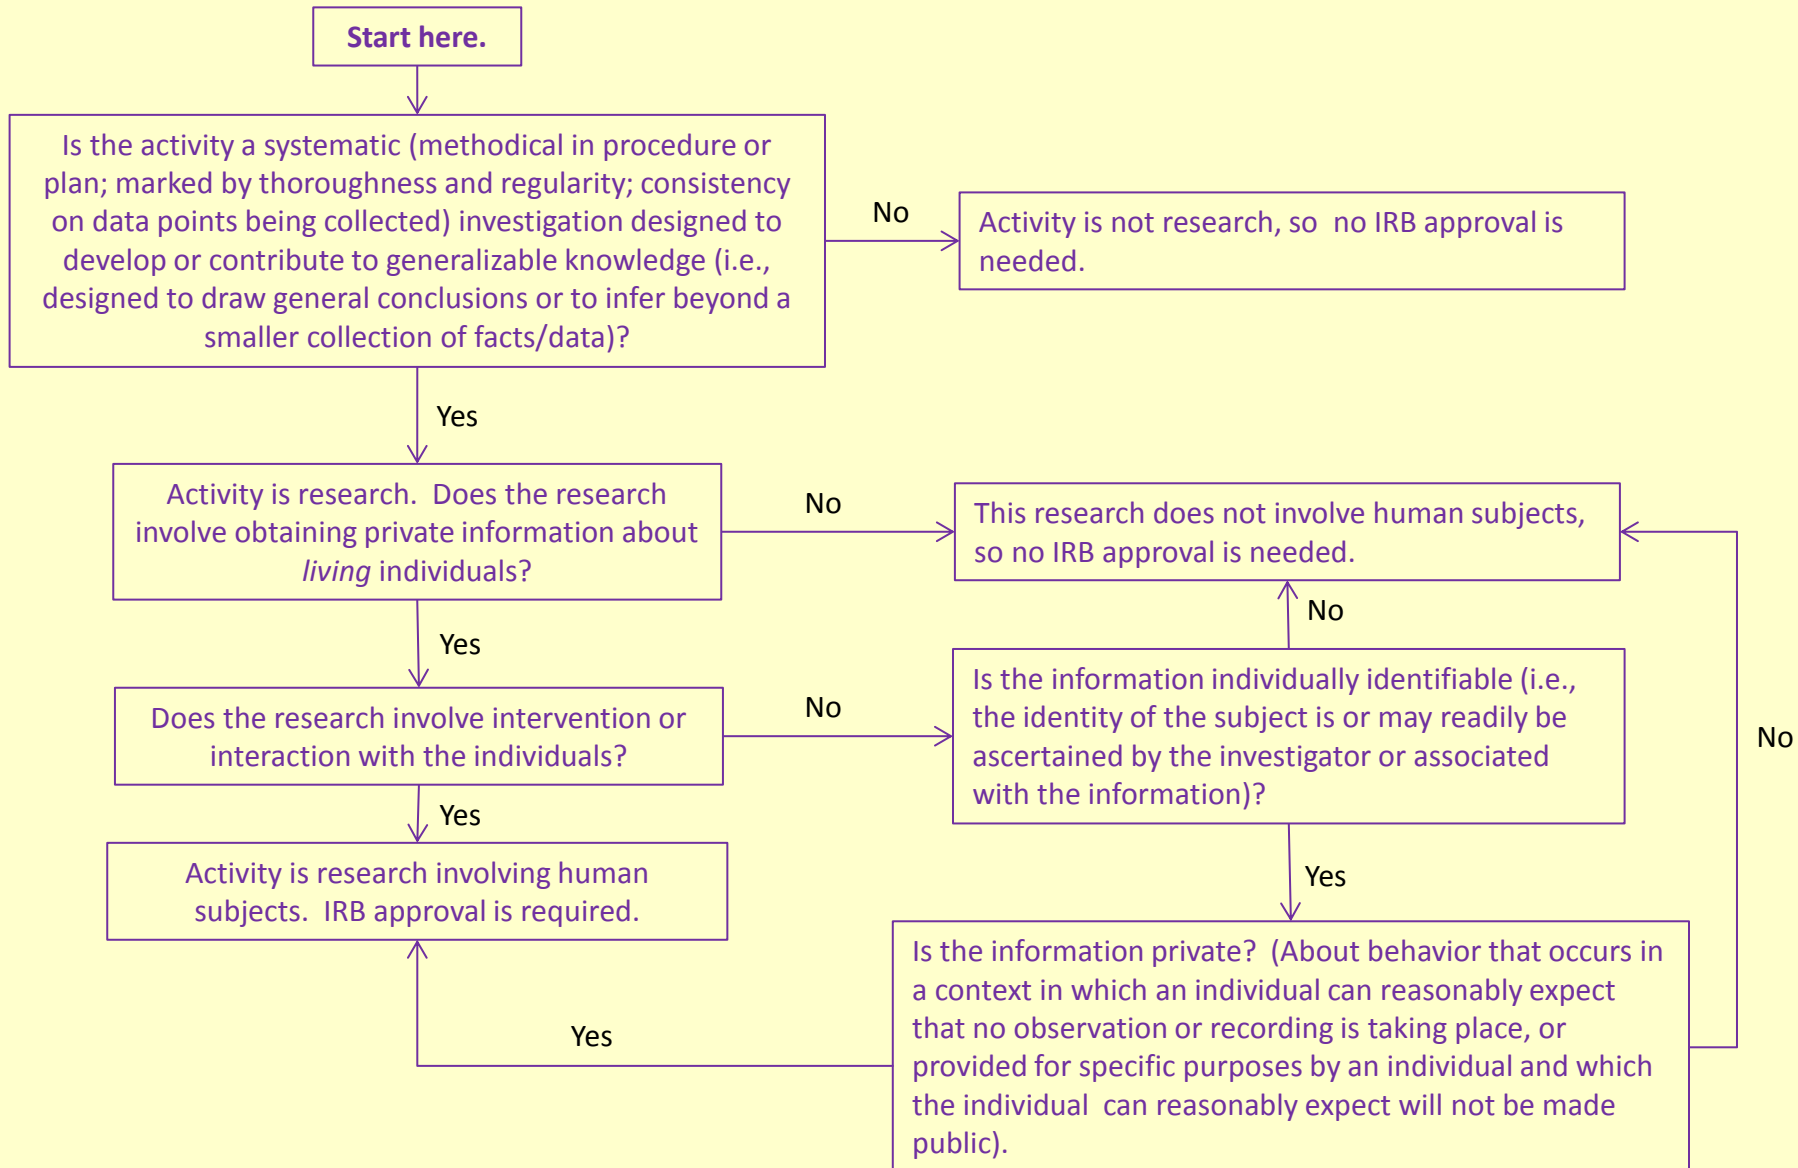 Start here.
Is the activity a systematic (methodical in procedure or
plan; marked by thoroughness and regularity; consistency
on data points being collected) investigation designed to
develop or contribute to generalizable knowledge (i.e.,
designed to draw general conclusions or to infer beyond a
smaller collection of facts/data)?
No
Activity is not research, so  no IRB approval is
needed.
Yes
Activity is research.  Does the research
involve obtaining private information about
living individuals?
No
This research does not involve human subjects,
so no IRB approval is needed.
Yes
No
Does the research involve intervention or
interaction with the individuals?
No
Is the information individually identifiable (i.e.,
the identity of the subject is or may readily be
ascertained by the investigator or associated
with the information)?
No
Yes
Activity is research involving human
subjects.  IRB approval is required.
Yes
Is the information private?  (About behavior that occurs in
a context in which an individual can reasonably expect
that no observation or recording is taking place, or
provided for specific purposes by an individual and which
the individual  can reasonably expect will not be made
public).
Yes